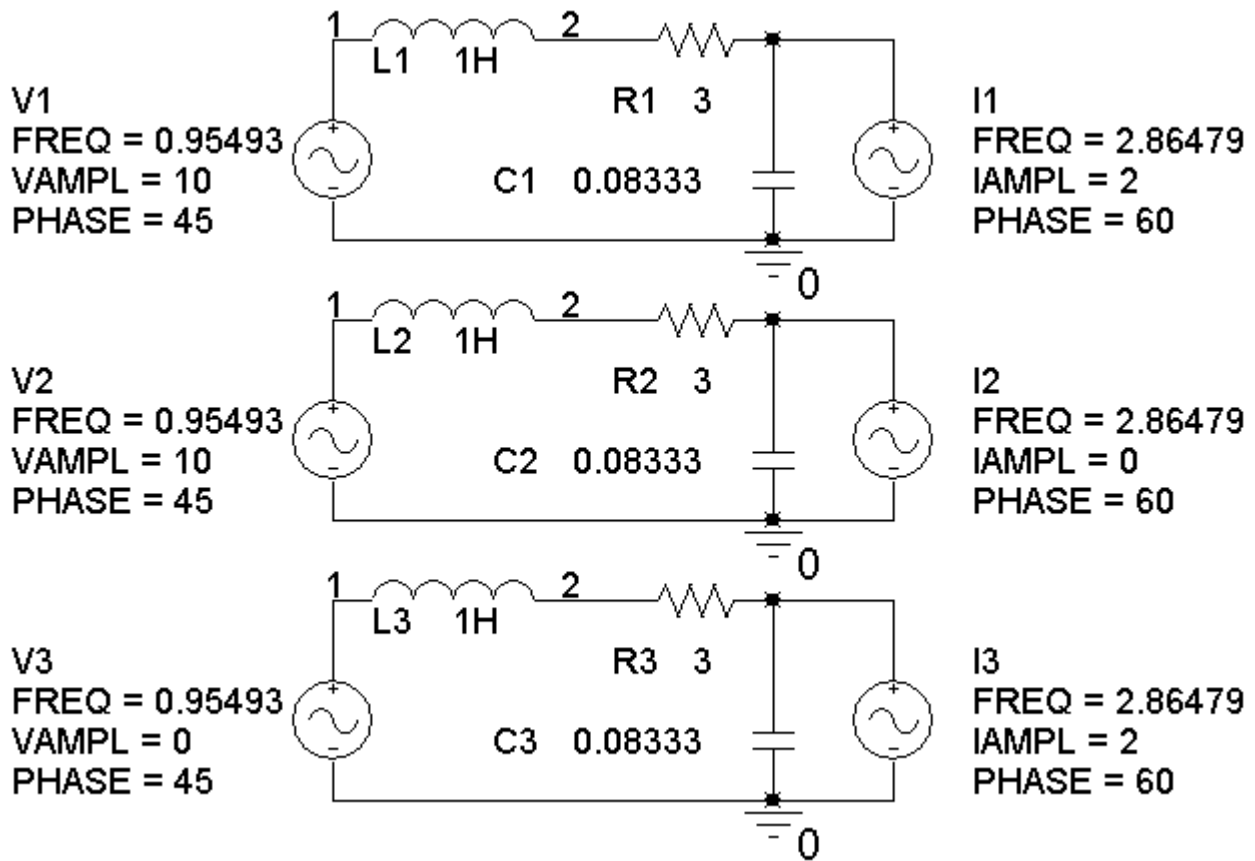 1 2
L1 1H
V1
FREQ = 0.95493
VAMPL = 10
PHASE = 45
R1 3
C1 0.08333
I1
FREQ = 2.86479
IAMPL = 2
PHASE = 60
0
1 2
L2 1H
V2
FREQ = 0.95493
VAMPL = 10
PHASE = 45
R2 3
C2 0.08333
I2
FREQ = 2.86479
IAMPL = 0
PHASE = 60
0
1 2
L3 1H
V3
FREQ = 0.95493
VAMPL = 0
PHASE = 45
R3 3
C3 0.08333
I3
FREQ = 2.86479
IAMPL = 2
PHASE = 60
0